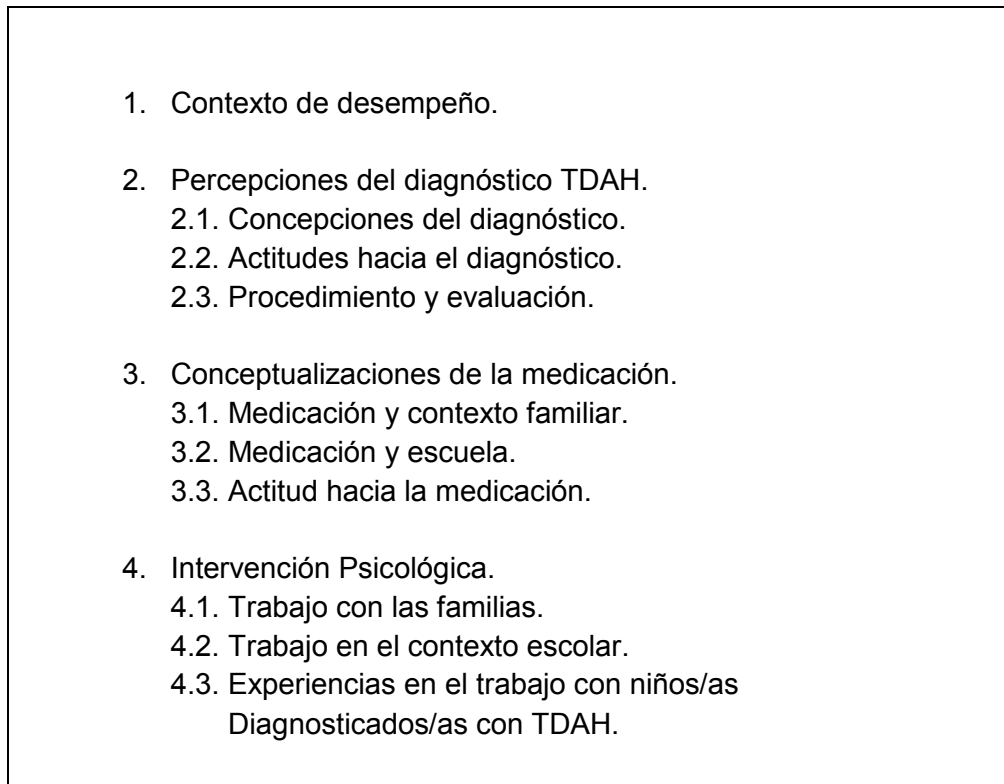 1. Contexto de desempeño.
2. Percepciones del diagnóstico TDAH.
2.1. Concepciones del diagnóstico.
2.2. Actitudes hacia el diagnóstico.
2.3. Procedimiento y evaluación.
3. Conceptualizaciones de la medicación.
3.1. Medicación y contexto familiar.
3.2. Medicación y escuela.
3.3. Actitud hacia la medicación.
4. Intervención Psicológica.
4.1. Trabajo con las familias.
4.2. Trabajo en el contexto escolar.
4.3. Experiencias en el trabajo con niños/as
Diagnosticados/as con TDAH.